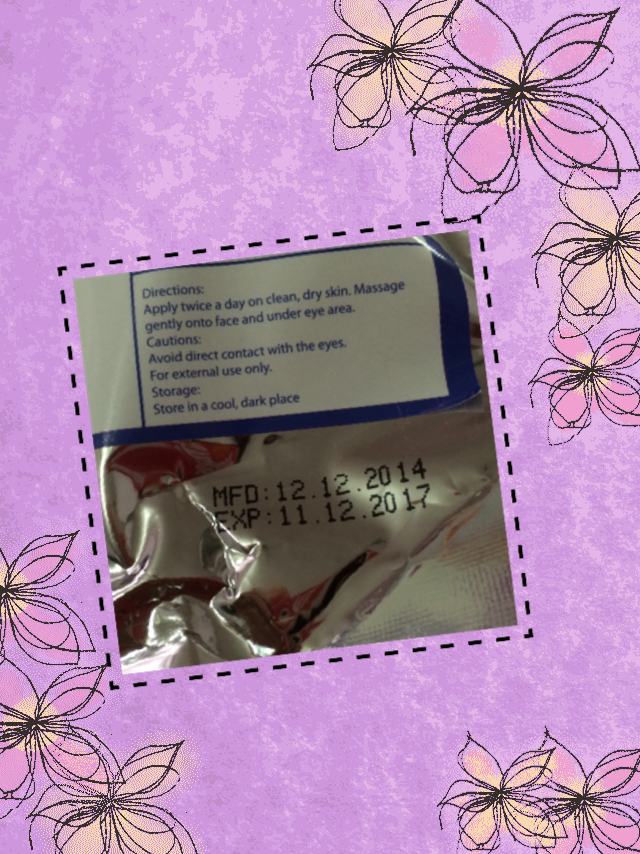 Directions:
Apply twice a day on clean, dry skin. Massage
gently onto face and under eye area.
Cautions:
Avoid direct contact with the eyes.
For external use only.
Storage:
Store in a cool, dark place
MFD:12.12.2014
EXP:11.12.2017